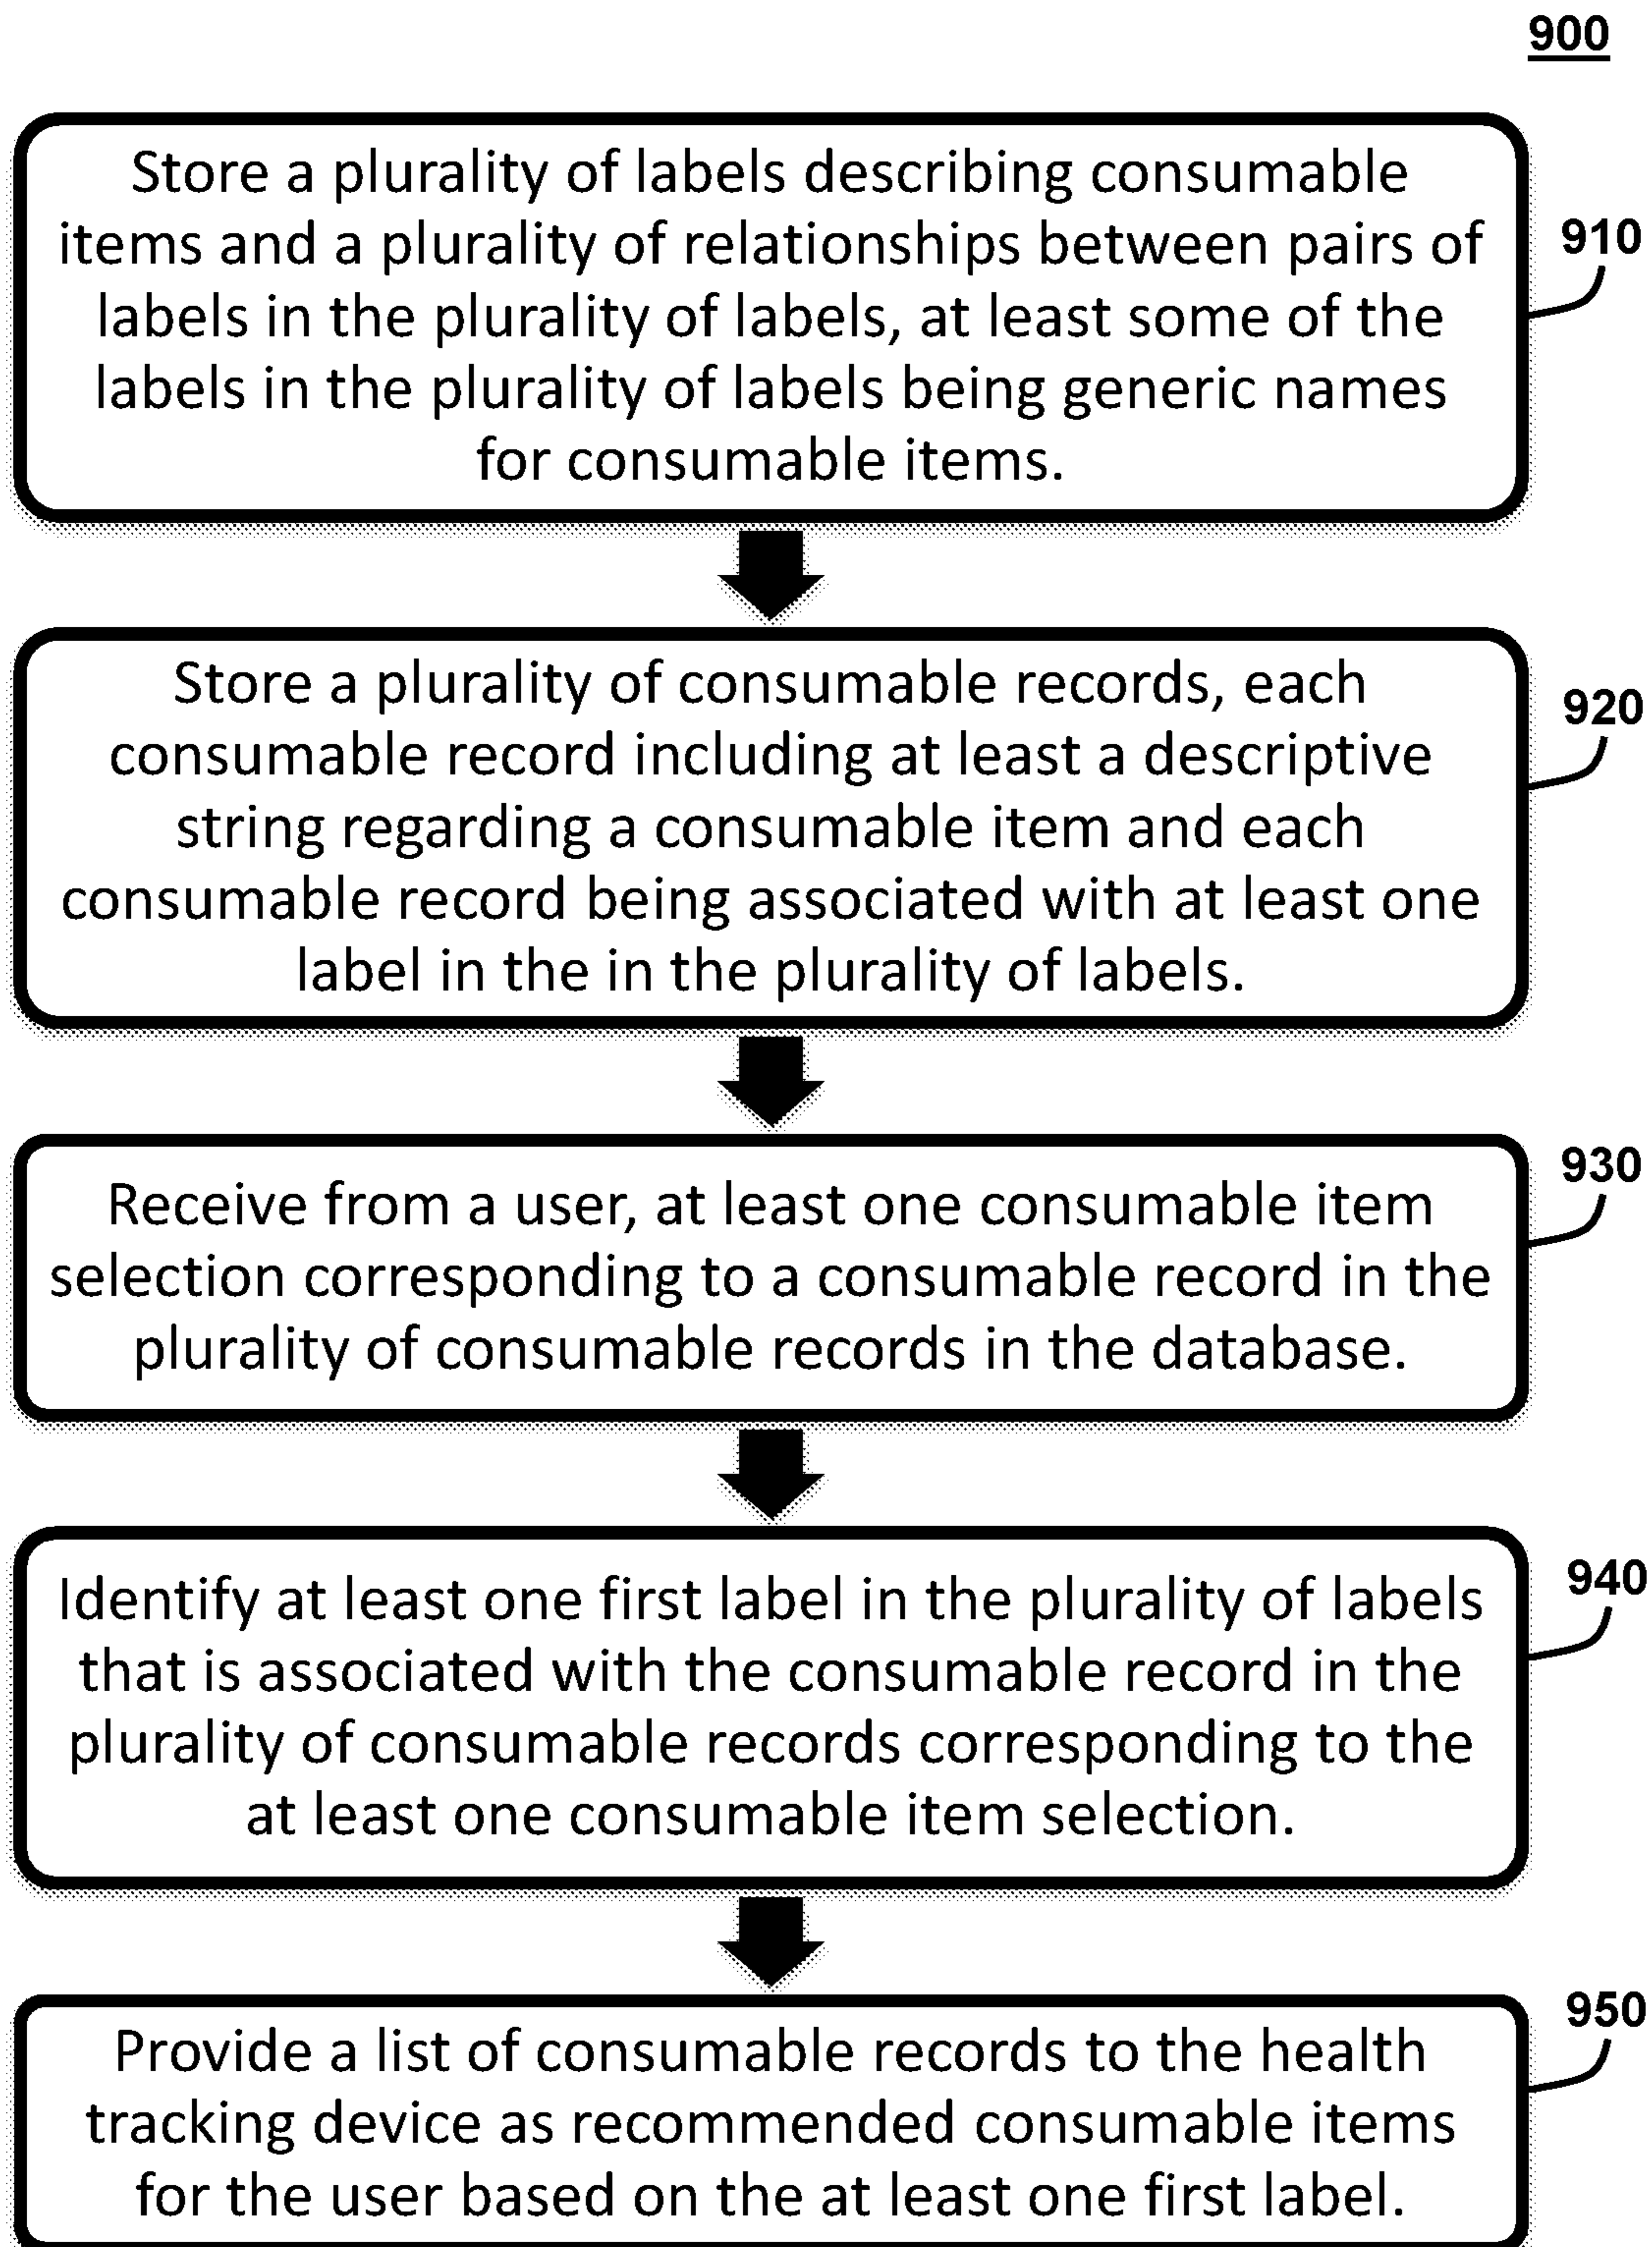 900
Store a plurality of labels describing consumable
items and a plurality of relationships between pairs of
labels in the plurality of labels, at least some of the
labels in the plurality of labels being generic names
for consumable items.
910
Store a plurality of consumable records, each
consumable record including at least a descriptive
string regarding a consumable item and each
consumable record being associated with at least one
label in the in the plurality of labels.
920
Receive from a user, at least one consumable item
selection corresponding to a consumable record in the
plurality of consumable records in the database.
930
Identify at least one first label in the plurality of labels
that is associated with the consumable record in the
plurality of consumable records corresponding to the
at least one consumable item selection.
940
Provide a list of consumable records to the health
tracking device as recommended consumable items
for the user based on the at least one first label.
950